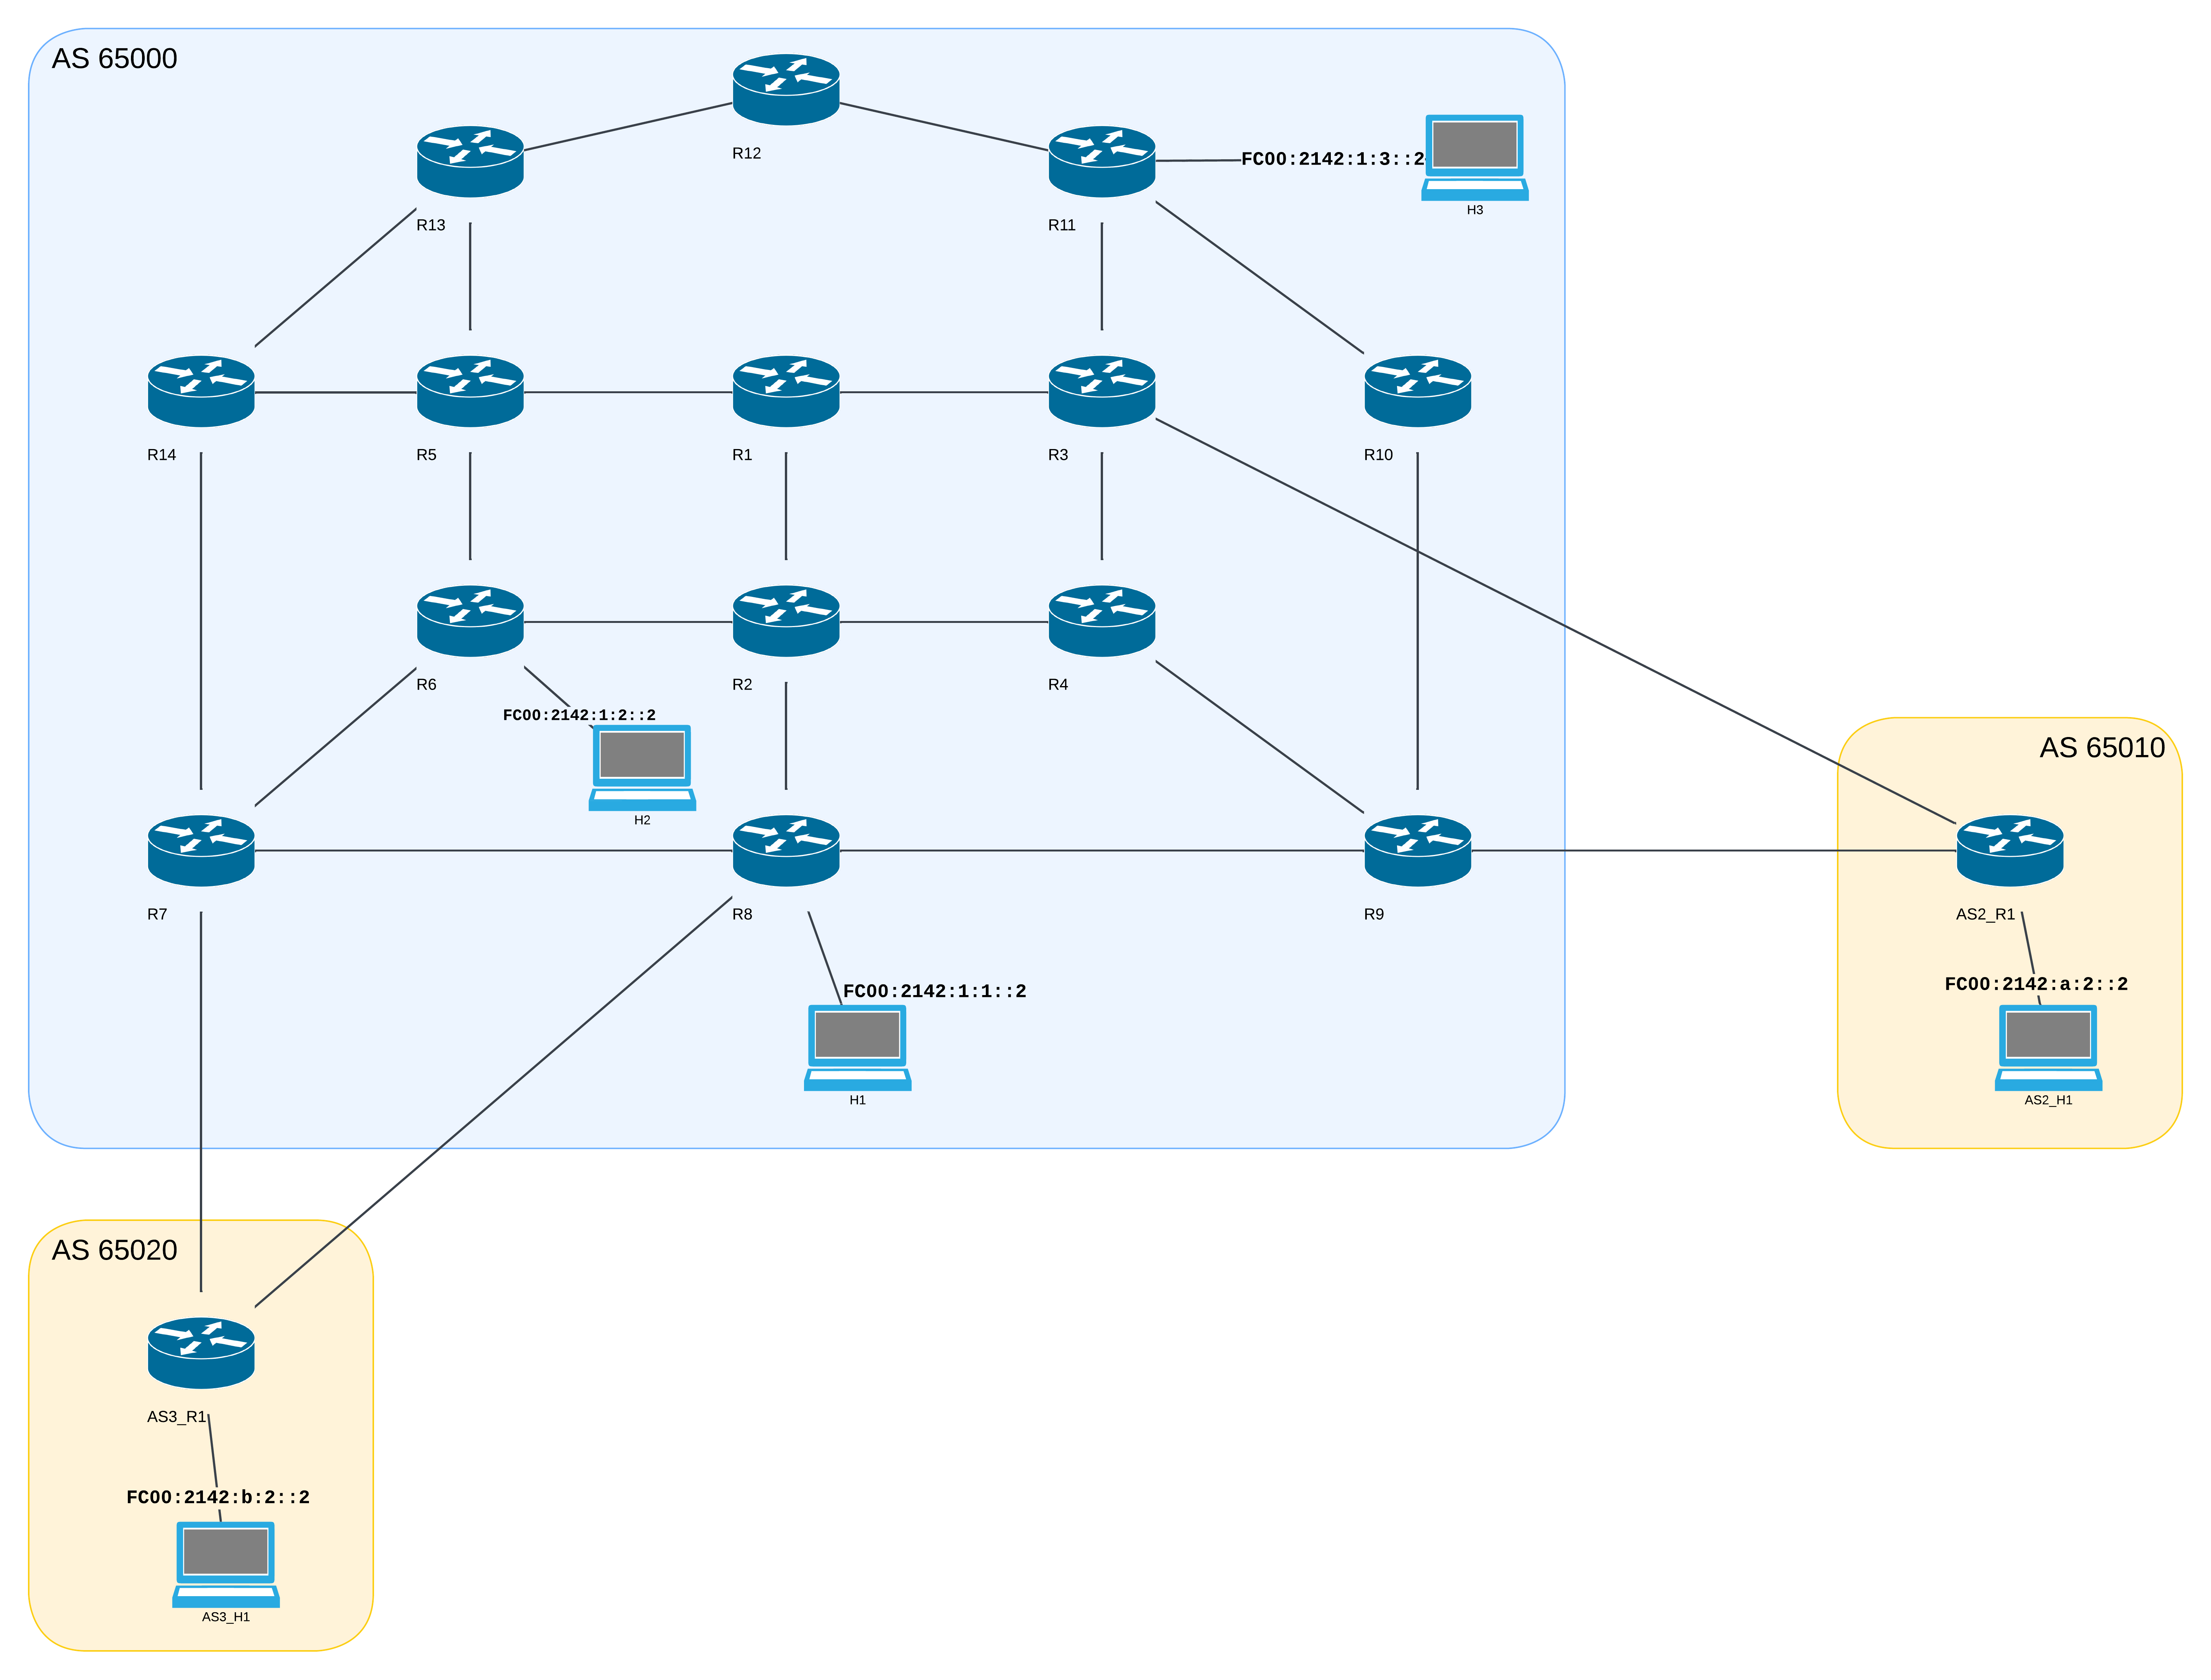 AS 65000
R12
R13
R11
FC00:2142:1:3::2
H3
R14
R5
R1
R3
R10
R6
R2
R4
FC00:2142:1:2::2
H2
AS 65010
R7
R8
R9
AS2_R1
FC00:2142:1:1::2
H1
FC00:2142:a:2::2
AS2_H1
AS 65020
AS3_R1
FC00:2142:b:2::2
AS3_H1